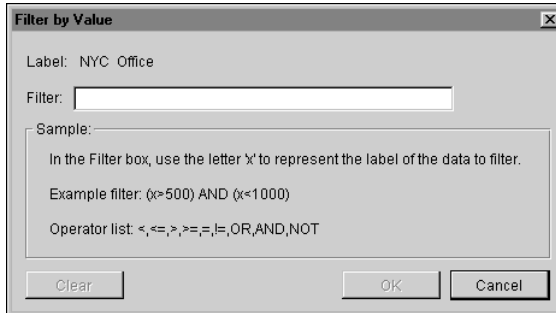 Filter by Value
Label: NYC Office
Filter:
Sample:
In the Filter box, use the letter 'x' to represent the label of the data to filter.
Example filter: (x>500) AND (x<1000)
Operator list: <,<=,>,>=,=,!=,OR,AND,NOT
Clear OK Cancel